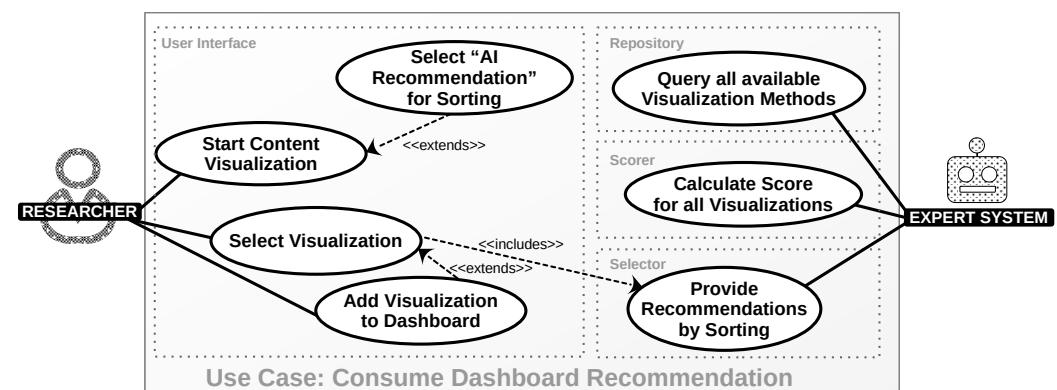 User Interface
Select “AI
Recommendation”
for Sorting
Start Content
Visualization
<<extends>>
RESEARCHER
Select Visualization
<<includes>>
<<extends>>
Add Visualization
to Dashboard
Repository
Query all available
Visualization Methods
Scorer
Calculate Score
for all Visualizations
EXPERT SYSTEM
Selector
Provide
Recommendations
by Sorting
Use Case: Consume Dashboard Recommendation